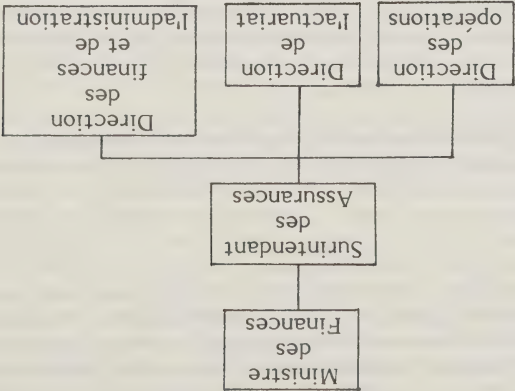 Ministre
des
Finances
Surintendant
des
Assurances
Direction
des
opérations
Direction
de
l'actuariat
Direction
des
finances
et de
l'administration